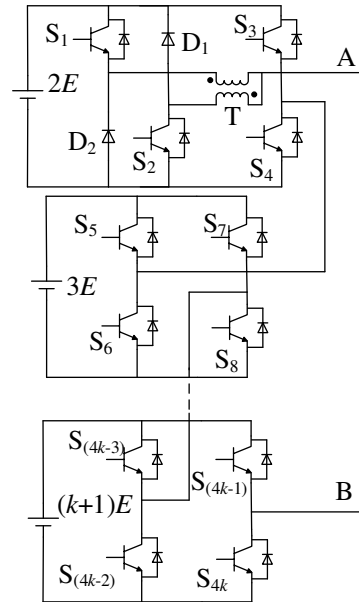 S1 D1 S3
A
2E
T
D2
S2 S4
S5 S7
3E
S6 S8
S(4k-3) S(4k-1)
B
(k+1)E
S(4k-2) S4k